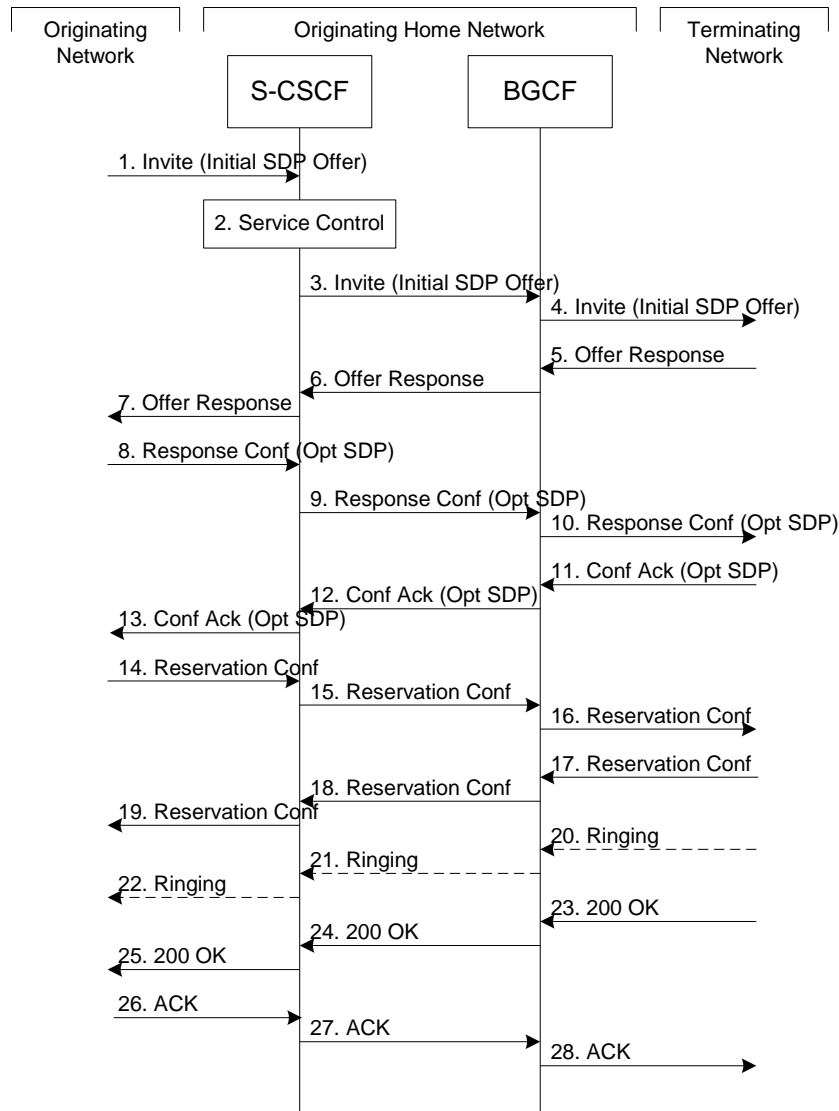 Originating
Network
Originating Home Network
Terminating
Network
S-CSCF
BGCF
1. Invite (Initial SDP Offer)
2. Service Control
3. Invite (Initial SDP Offer)
4. Invite (Initial SDP Offer)
5. Offer Response
6. Offer Response
7. Offer Response
8. Response Conf (Opt SDP)
9. Response Conf (Opt SDP)
10. Response Conf (Opt SDP)
11. Conf Ack (Opt SDP)
12. Conf Ack (Opt SDP)
13. Conf Ack (Opt SDP)
14. Reservation Conf
15. Reservation Conf
16. Reservation Conf
17. Reservation Conf
18. Reservation Conf
19. Reservation Conf
20. Ringing
21. Ringing
22. Ringing
23. 200 OK
24. 200 OK
25. 200 OK
26. ACK
27. ACK
28. ACK